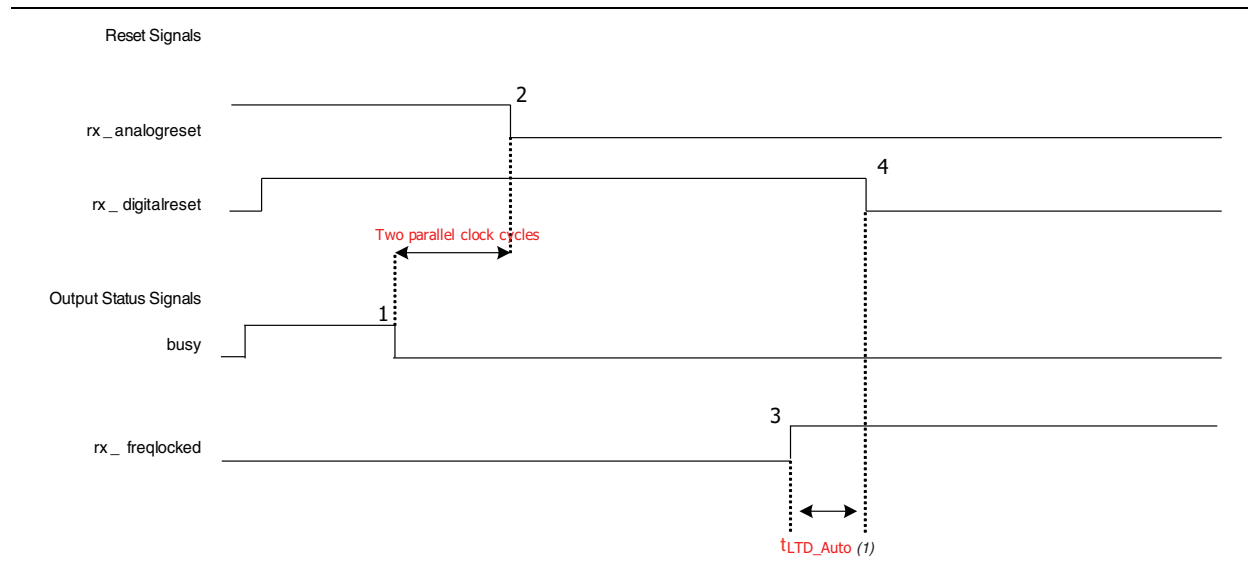 Reset Signals
2
rx _ analogreset
4
rx _ digitalreset
Two parallel clock cycles
Output Status Signals
1
busy
3
rx _ freqlocked
tLTD_Auto (1)